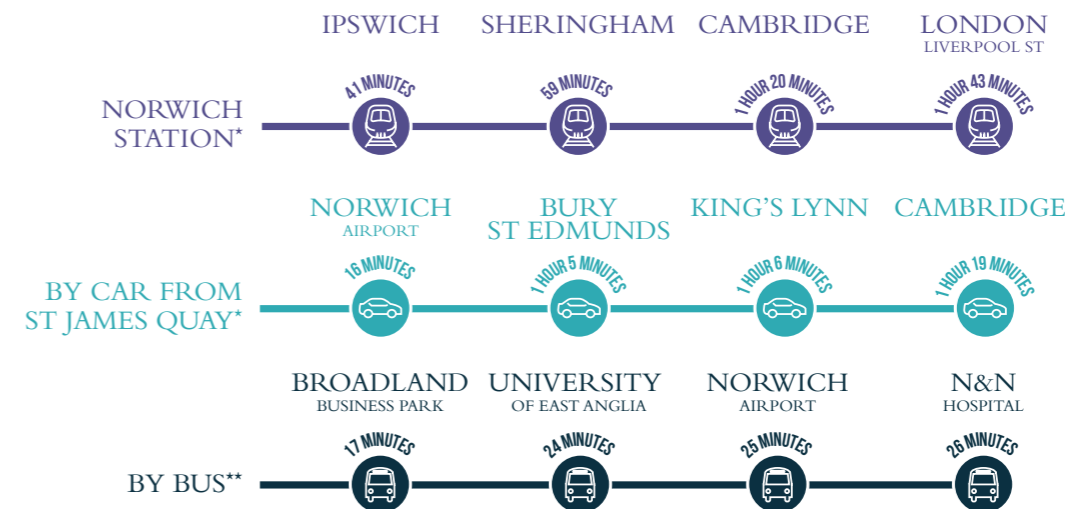 IPSWICH
SHERINGHAM
CAMBRIDGE
LONDON
LIVERPOOL ST
NORWICH
STATION*
41 MINUTES
59 MINUTES
1 HOUR 20 MINUTES
1 HOUR 43 MINUTES
NORWICH
AIRPORT
BURY
ST EDMUNDS
KING'S LYNN
CAMBRIDGE
BY CAR FROM
ST JAMES QUAY*
16 MINUTES
1 HOUR 5 MINUTES
1 HOUR 6 MINUTES
1 HOUR 19 MINUTES
BROADLAND
BUSINESS PARK
UNIVERSITY
OF EAST ANGLIA
NORWICH
AIRPORT
N&N
HOSPITAL
BY BUS**
17 MINUTES
24 MINUTES
25 MINUTES
26 MINUTES